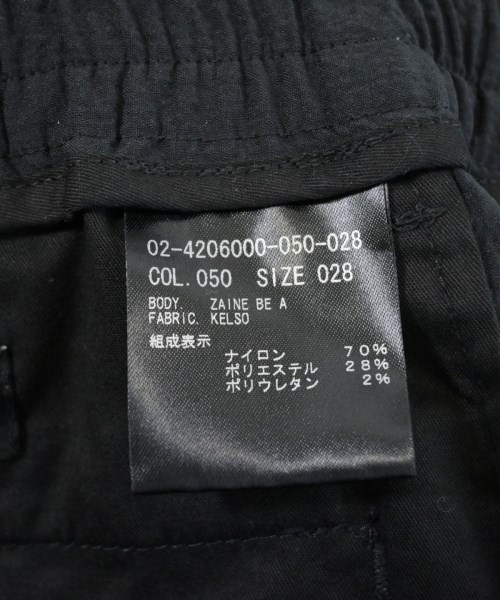 02-4206000-050-028
COL.050 SIZE 028
BODY. ZAINE BE A
FABRIC. KELSO
組成表示
ナイロン 70%
ポリエステル 28%
ポリウレタン 2%